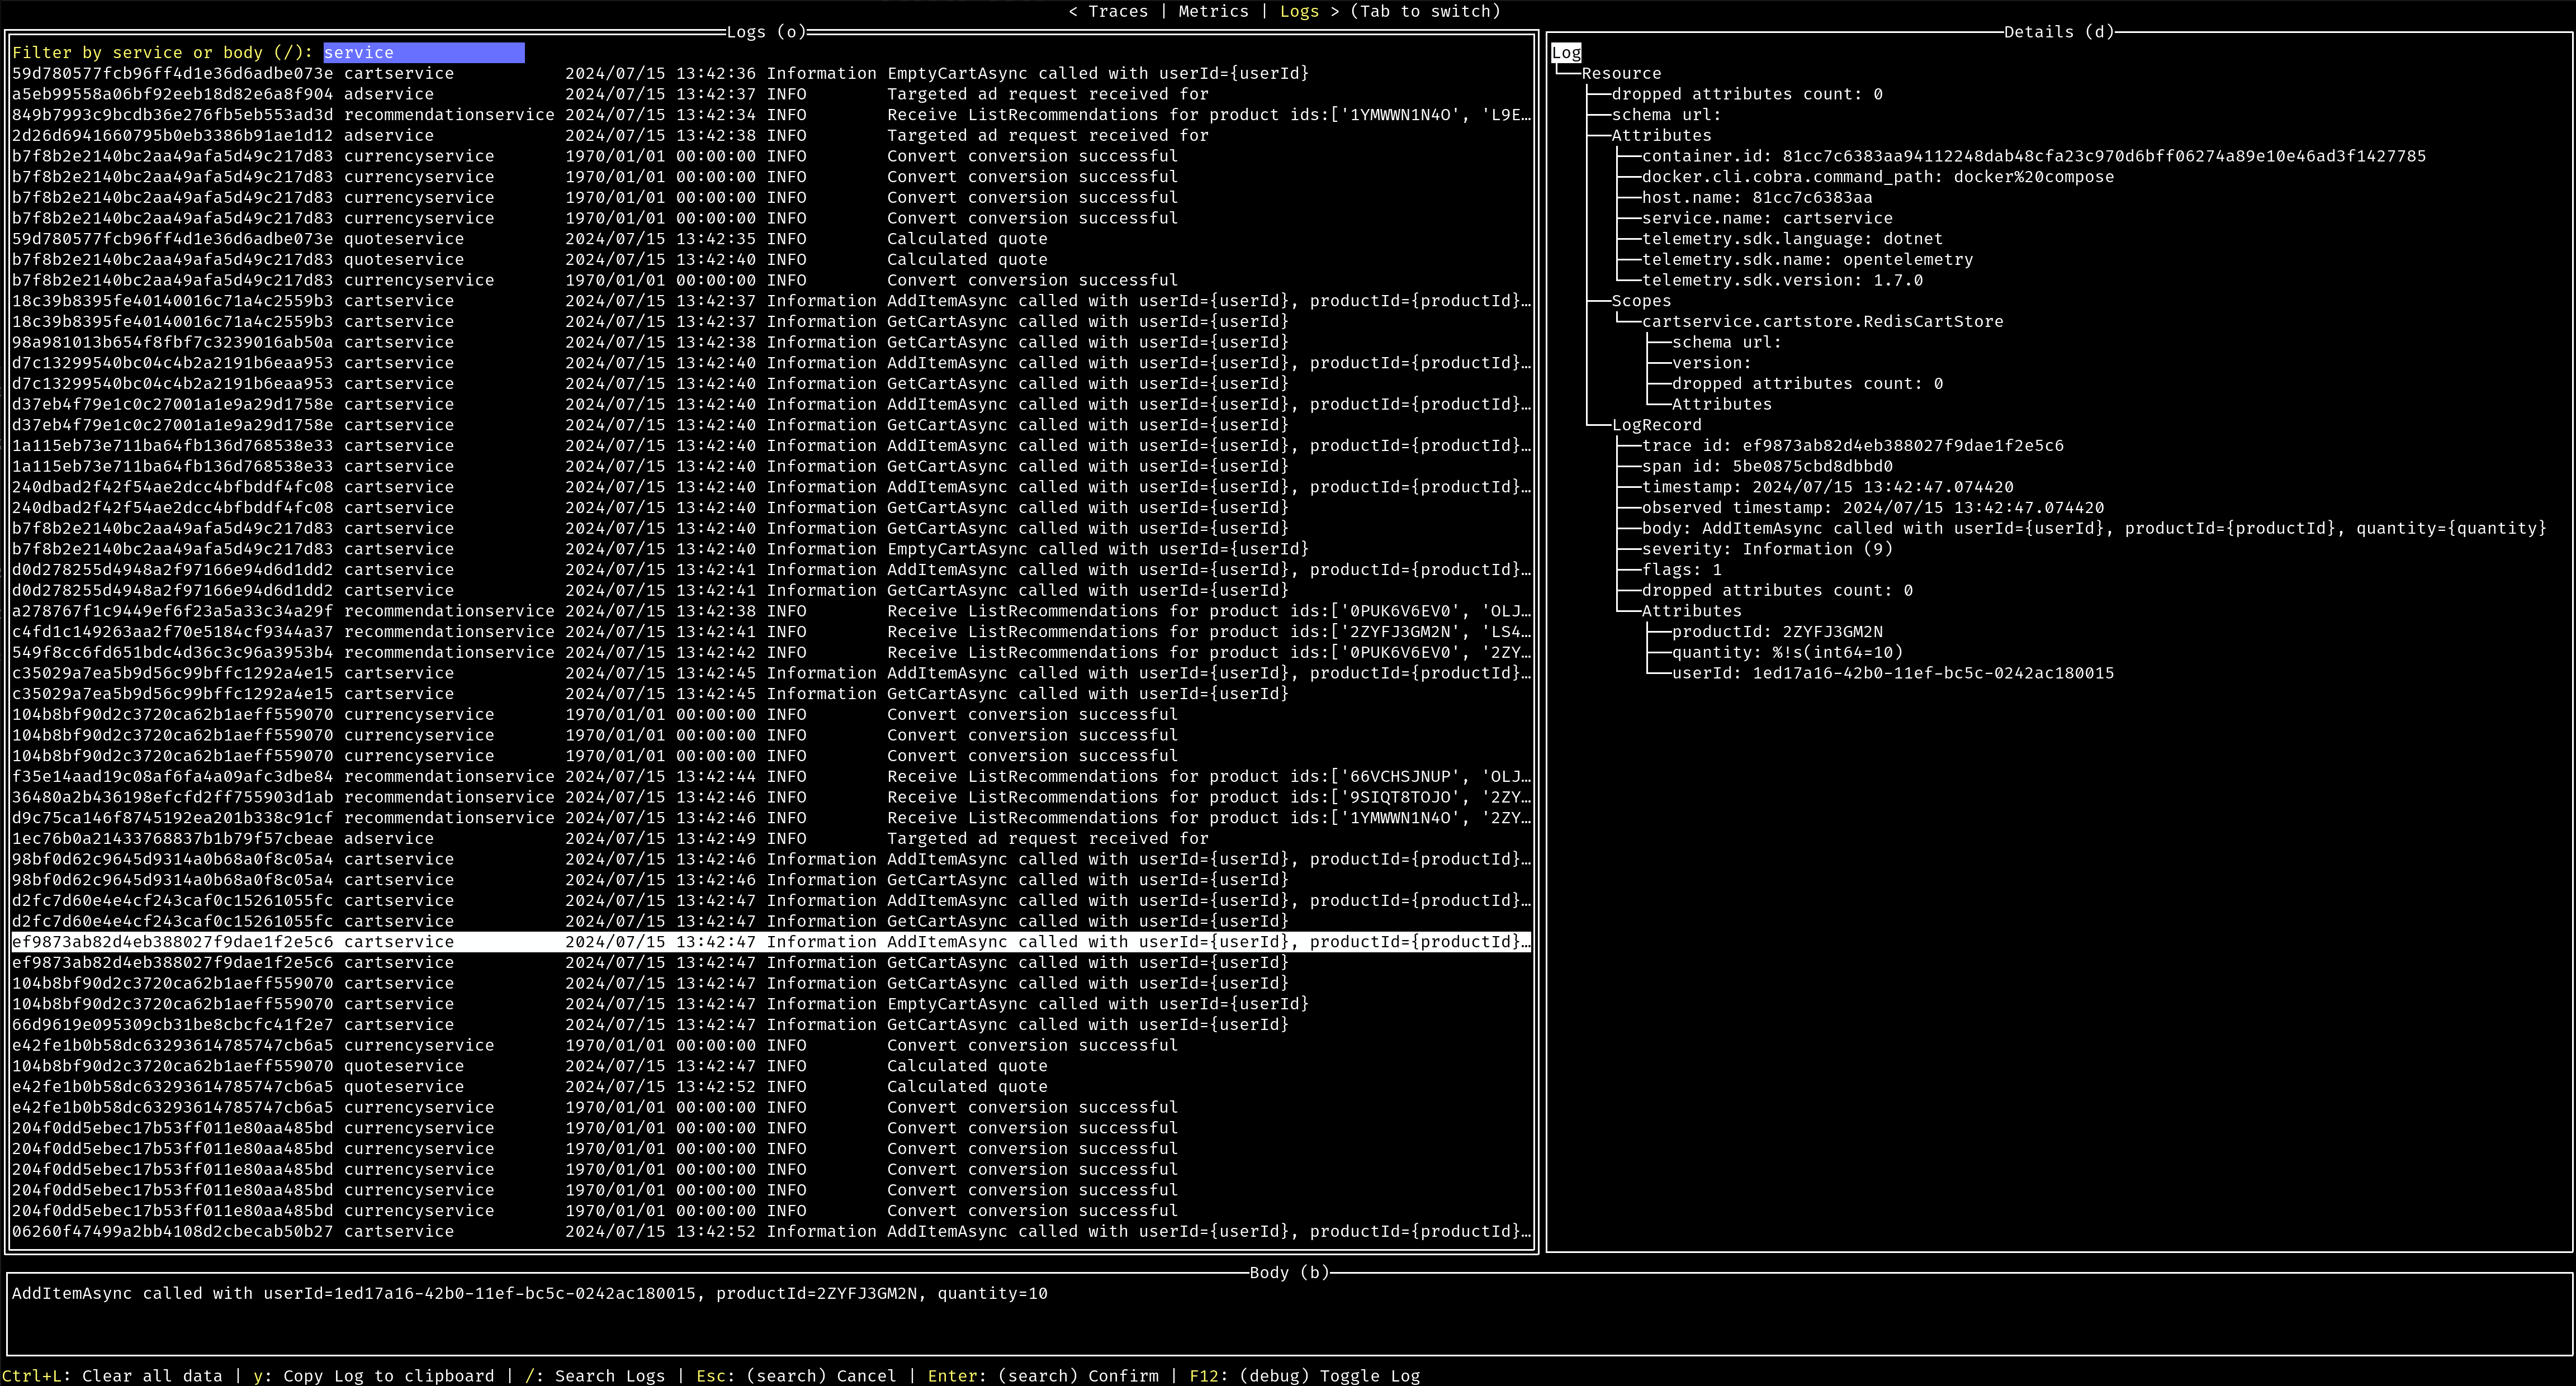 < Traces | Metrics | Logs > (Tab to switch)
Logs (o)
Filter by service or body (/): service
59d780577fcb96ff4d1e36d6adbe073e cartservice 2024/07/15 13:42:36 Information EmptyCartAsync called with userId={userId}
a5eb99558a06bf92eeb18d82e6a8f904 adservice 2024/07/15 13:42:37 INFO Targeted ad request received for
849b7993c9bcdb36e276fb5eb553ad3d recommendationservice 2024/07/15 13:42:34 INFO Receive ListRecommendations for product ids:['1YMWWN1N4O', 'L9E…
2d26d6941660795b0eb3386b91ae1d12 adservice 2024/07/15 13:42:38 INFO Targeted ad request received for
b7f8b2e2140bc2aa49afa5d49c217d83 currencyservice 1970/01/01 00:00:00 INFO Convert conversion successful
b7f8b2e2140bc2aa49afa5d49c217d83 currencyservice 1970/01/01 00:00:00 INFO Convert conversion successful
b7f8b2e2140bc2aa49afa5d49c217d83 currencyservice 1970/01/01 00:00:00 INFO Convert conversion successful
b7f8b2e2140bc2aa49afa5d49c217d83 currencyservice 1970/01/01 00:00:00 INFO Convert conversion successful
59d780577fcb96ff4d1e36d6adbe073e quoteservice 2024/07/15 13:42:35 INFO Calculated quote
b7f8b2e2140bc2aa49afa5d49c217d83 quoteservice 2024/07/15 13:42:40 INFO Calculated quote
b7f8b2e2140bc2aa49afa5d49c217d83 currencyservice 1970/01/01 00:00:00 INFO Convert conversion successful
18c39b8395fe40140016c71a4c2559b3 cartservice 2024/07/15 13:42:37 Information AddItemAsync called with userId={userId}, productId={productId}…
18c39b8395fe40140016c71a4c2559b3 cartservice 2024/07/15 13:42:37 Information GetCartAsync called with userId={userId}
98a981013b654f8fbf7c3239016ab50a cartservice 2024/07/15 13:42:38 Information GetCartAsync called with userId={userId}
d7c13299540bc04c4b2a2191b6eaa953 cartservice 2024/07/15 13:42:40 Information AddItemAsync called with userId={userId}, productId={productId}…
d7c13299540bc04c4b2a2191b6eaa953 cartservice 2024/07/15 13:42:40 Information GetCartAsync called with userId={userId}
d37eb4f79e1c0c27001a1e9a29d1758e cartservice 2024/07/15 13:42:40 Information AddItemAsync called with userId={userId}, productId={productId}…
d37eb4f79e1c0c27001a1e9a29d1758e cartservice 2024/07/15 13:42:40 Information GetCartAsync called with userId={userId}
1a115eb73e711ba64fb136d768538e33 cartservice 2024/07/15 13:42:40 Information AddItemAsync called with userId={userId}, productId={productId}…
1a115eb73e711ba64fb136d768538e33 cartservice 2024/07/15 13:42:40 Information GetCartAsync called with userId={userId}
240dbad2f42f54ae2dcc4bfbddf4fc08 cartservice 2024/07/15 13:42:40 Information AddItemAsync called with userId={userId}, productId={productId}…
240dbad2f42f54ae2dcc4bfbddf4fc08 cartservice 2024/07/15 13:42:40 Information GetCartAsync called with userId={userId}
b7f8b2e2140bc2aa49afa5d49c217d83 cartservice 2024/07/15 13:42:40 Information GetCartAsync called with userId={userId}
b7f8b2e2140bc2aa49afa5d49c217d83 cartservice 2024/07/15 13:42:40 Information EmptyCartAsync called with userId={userId}
d0d278255d4948a2f97166e94d6d1dd2 cartservice 2024/07/15 13:42:41 Information AddItemAsync called with userId={userId}, productId={productId}…
d0d278255d4948a2f97166e94d6d1dd2 cartservice 2024/07/15 13:42:41 Information GetCartAsync called with userId={userId}
a278767f1c9449ef6f23a5a33c34a29f recommendationservice 2024/07/15 13:42:38 INFO Receive ListRecommendations for product ids:['0PUK6V6EV0', 'OLJ…
c4fd1c149263aa2f70e5184cf9344a37 recommendationservice 2024/07/15 13:42:41 INFO Receive ListRecommendations for product ids:['2ZYFJ3GM2N', 'LS4…
549f8cc6fd651bdc4d36c3c96a3953b4 recommendationservice 2024/07/15 13:42:42 INFO Receive ListRecommendations for product ids:['0PUK6V6EV0', '2ZY…
c35029a7ea5b9d56c99bffc1292a4e15 cartservice 2024/07/15 13:42:45 Information AddItemAsync called with userId={userId}, productId={productId}…
c35029a7ea5b9d56c99bffc1292a4e15 cartservice 2024/07/15 13:42:45 Information GetCartAsync called with userId={userId}
104b8bf90d2c3720ca62b1aeff559070 currencyservice 1970/01/01 00:00:00 INFO Convert conversion successful
104b8bf90d2c3720ca62b1aeff559070 currencyservice 1970/01/01 00:00:00 INFO Convert conversion successful
104b8bf90d2c3720ca62b1aeff559070 currencyservice 1970/01/01 00:00:00 INFO Convert conversion successful
f35e14aad19c08af6fa4a09afc3dbe84 recommendationservice 2024/07/15 13:42:44 INFO Receive ListRecommendations for product ids:['66VCHSJNUP', 'OLJ…
36480a2b436198efcfd2ff755903d1ab recommendationservice 2024/07/15 13:42:46 INFO Receive ListRecommendations for product ids:['9SIQT8TOJO', '2ZY…
d9c75ca146f8745192ea201b338c91cf recommendationservice 2024/07/15 13:42:46 INFO Receive ListRecommendations for product ids:['1YMWWN1N4O', '2ZY…
1ec76b0a21433768837b1b79f57cbeae adservice 2024/07/15 13:42:49 INFO Targeted ad request received for
98bf0d62c9645d9314a0b68a0f8c05a4 cartservice 2024/07/15 13:42:46 Information AddItemAsync called with userId={userId}, productId={productId}…
98bf0d62c9645d9314a0b68a0f8c05a4 cartservice 2024/07/15 13:42:46 Information GetCartAsync called with userId={userId}
d2fc7d60e4e4cf243caf0c15261055fc cartservice 2024/07/15 13:42:47 Information AddItemAsync called with userId={userId}, productId={productId}…
d2fc7d60e4e4cf243caf0c15261055fc cartservice 2024/07/15 13:42:47 Information GetCartAsync called with userId={userId}
ef9873ab82d4eb388027f9dae1f2e5c6 cartservice 2024/07/15 13:42:47 Information AddItemAsync called with userId={userId}, productId={productId}…
ef9873ab82d4eb388027f9dae1f2e5c6 cartservice 2024/07/15 13:42:47 Information GetCartAsync called with userId={userId}
104b8bf90d2c3720ca62b1aeff559070 cartservice 2024/07/15 13:42:47 Information GetCartAsync called with userId={userId}
104b8bf90d2c3720ca62b1aeff559070 cartservice 2024/07/15 13:42:47 Information EmptyCartAsync called with userId={userId}
66d9619e095309cb31be8cbcfc41f2e7 cartservice 2024/07/15 13:42:47 Information GetCartAsync called with userId={userId}
e42fe1b0b58dc63293614785747cb6a5 currencyservice 1970/01/01 00:00:00 INFO Convert conversion successful
104b8bf90d2c3720ca62b1aeff559070 quoteservice 2024/07/15 13:42:47 INFO Calculated quote
e42fe1b0b58dc63293614785747cb6a5 quoteservice 2024/07/15 13:42:52 INFO Calculated quote
e42fe1b0b58dc63293614785747cb6a5 currencyservice 1970/01/01 00:00:00 INFO Convert conversion successful
204f0dd5ebec17b53ff011e80aa485bd currencyservice 1970/01/01 00:00:00 INFO Convert conversion successful
204f0dd5ebec17b53ff011e80aa485bd currencyservice 1970/01/01 00:00:00 INFO Convert conversion successful
204f0dd5ebec17b53ff011e80aa485bd currencyservice 1970/01/01 00:00:00 INFO Convert conversion successful
204f0dd5ebec17b53ff011e80aa485bd currencyservice 1970/01/01 00:00:00 INFO Convert conversion successful
204f0dd5ebec17b53ff011e80aa485bd currencyservice 1970/01/01 00:00:00 INFO Convert conversion successful
06260f47499a2bb4108d2cbecab50b27 cartservice 2024/07/15 13:42:52 Information AddItemAsync called with userId={userId}, productId={productId}…
Details (d)
Log
Resource
dropped attributes count: 0
schema url:
Attributes
container.id: 81cc7c6383aa94112248dab48cfa23c970d6bff06274a89e10e46ad3f1427785
docker.cli.cobra.command_path: docker%20compose
host.name: 81cc7c6383aa
service.name: cartservice
telemetry.sdk.language: dotnet
telemetry.sdk.name: opentelemetry
telemetry.sdk.version: 1.7.0
Scopes
cartservice.cartstore.RedisCartStore
schema url:
version:
dropped attributes count: 0
Attributes
LogRecord
trace id: ef9873ab82d4eb388027f9dae1f2e5c6
span id: 5be0875cbd8dbbd0
timestamp: 2024/07/15 13:42:47.074420
observed timestamp: 2024/07/15 13:42:47.074420
body: AddItemAsync called with userId={userId}, productId={productId}, quantity={quantity}
severity: Information (9)
flags: 1
dropped attributes count: 0
Attributes
productId: 2ZYFJ3GM2N
quantity: %!s(int64=10)
userId: 1ed17a16-42b0-11ef-bc5c-0242ac180015
Body (b)
AddItemAsync called with userId=1ed17a16-42b0-11ef-bc5c-0242ac180015, productId=2ZYFJ3GM2N, quantity=10
Ctrl+L: Clear all data | y: Copy Log to clipboard | /: Search Logs | Esc: (search) Cancel | Enter: (search) Confirm | F12: (debug) Toggle Log